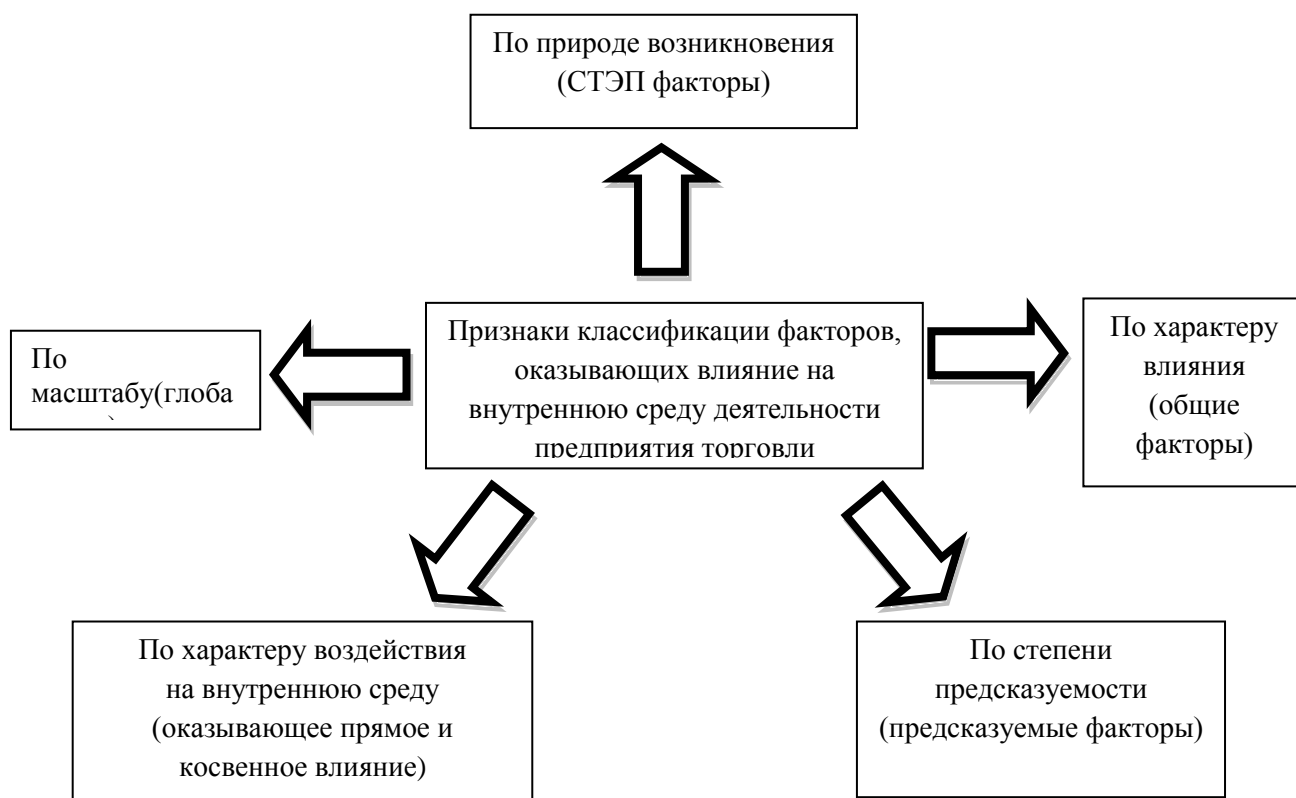 По природе возникновения
(СТЭП факторы)
По
масштабу(глоба
Признаки классификации факторов,
оказывающих влияние на
внутреннюю среду деятельности
предприятия торговли
По характеру
влияния
(общие
факторы)
По характеру воздействия
на внутреннюю среду
(оказывающее прямое и
косвенное влияние)
По степени
предсказуемости
(предсказуемые факторы)